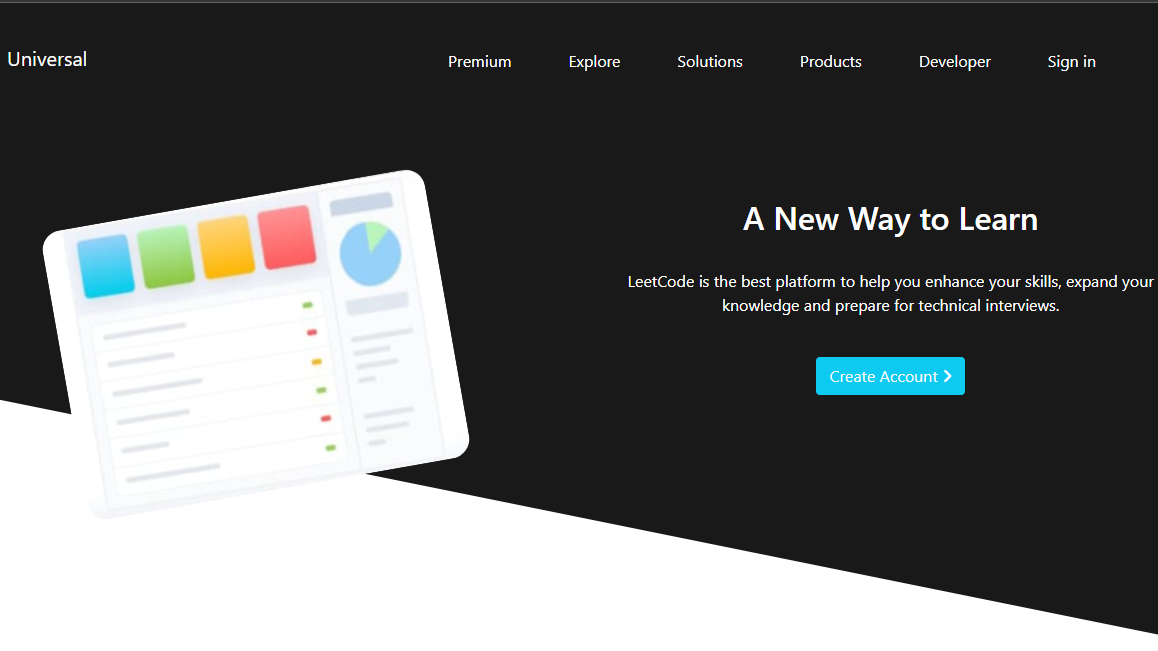 Universal
Premium
Explore
Solutions
Products
Developer
Sign in
A New Way to Learn
LeetCode is the best platform to help you enhance your skills, expand your
knowledge and prepare for technical interviews.
Create Account